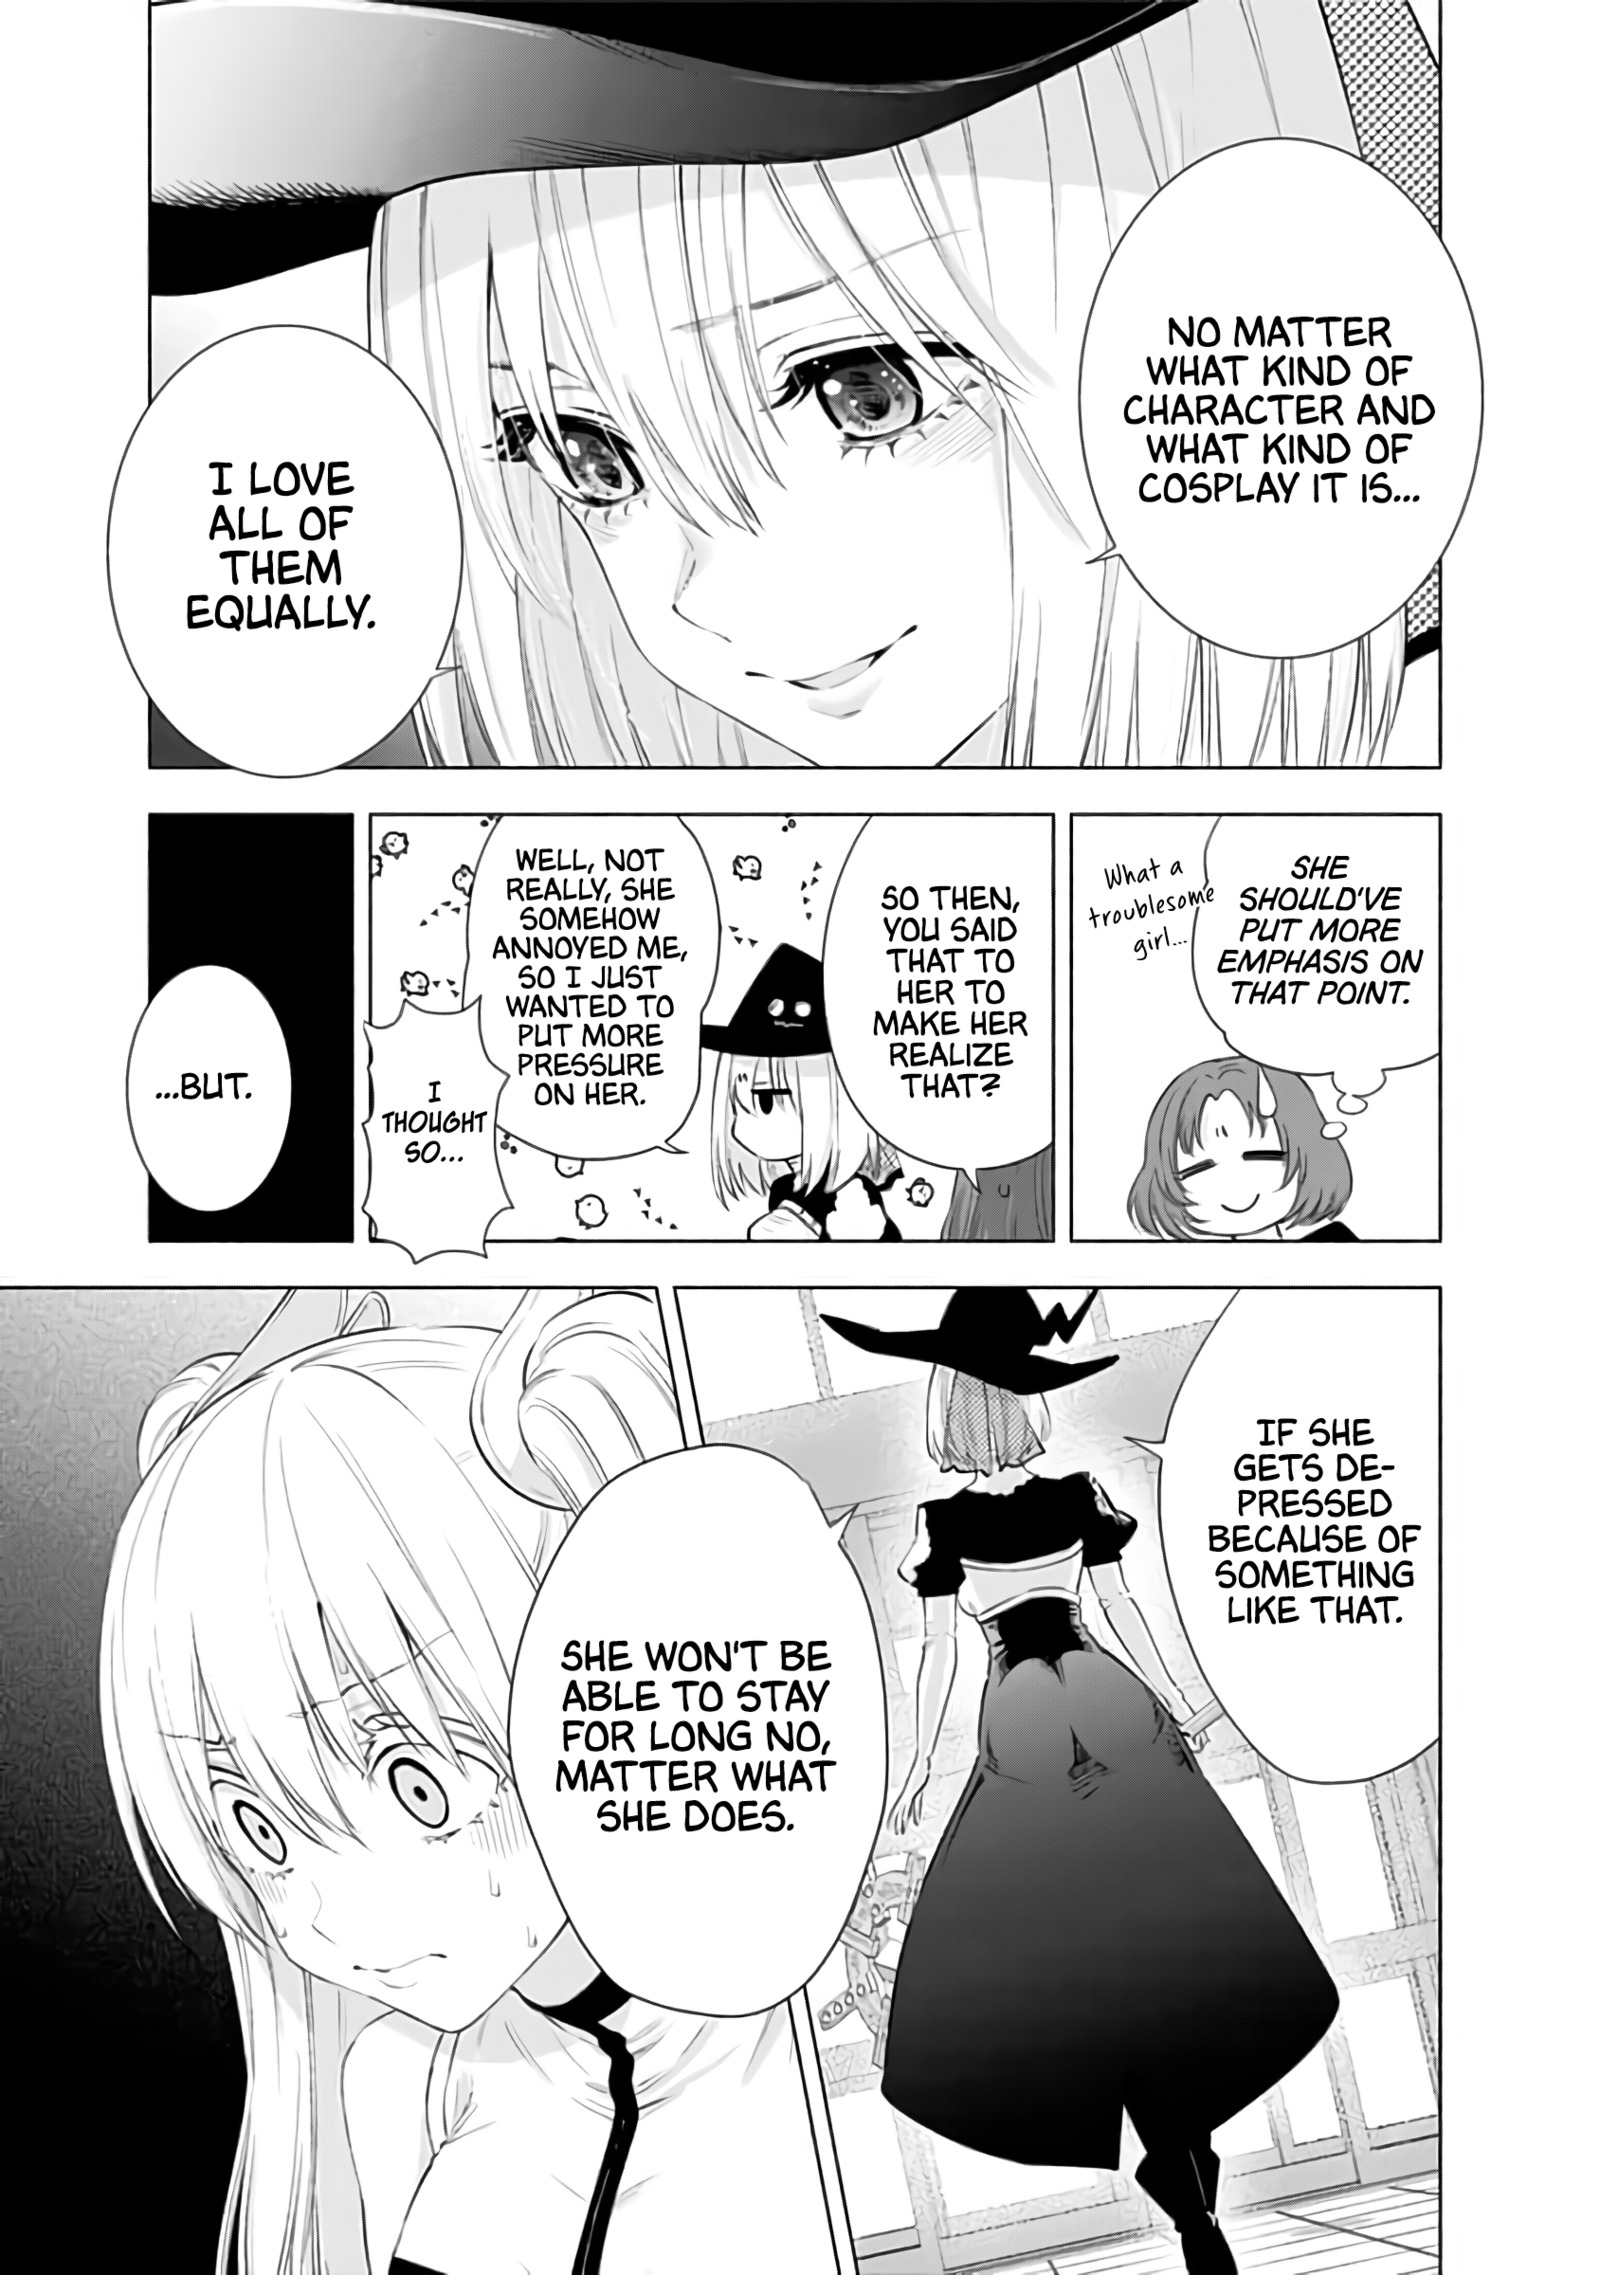 NO MATTER
WHAT KIND OF
CHARACTER AND
WHAT KIND OF
COSPLAY IT IS...
I LOVE
ALL OF
THEM
EQUALLY.
SHE
SHOULD'VE
PUT MORE
EMPHASIS ON
THAT POINT.
What a
troublesome
girl...
SO THEN,
YOU SAID
THAT TO
HER TO
MAKE HER
REALIZE
THAT?
WELL, NOT
REALLY, SHE
SOMEHOW
ANNOYED ME,
SO I JUST
WANTED TO
PUT MORE
PRESSURE
ON HER.
I
THOUGHT
SO...
...BUT.
IF SHE
GETS DE-
PRESSED
BECAUSE OF
SOMETHING
LIKE THAT.
SHE WON'T BE
ABLE TO STAY
FOR LONG NO,
MATTER WHAT
SHE DOES.